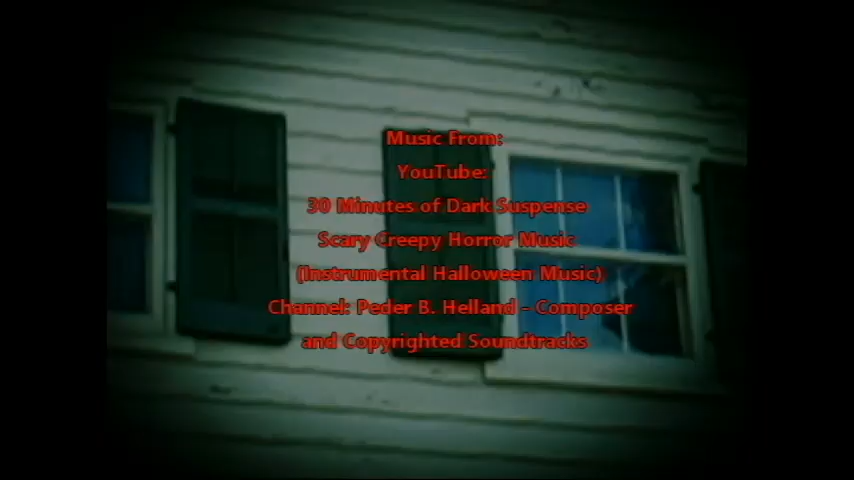 Music From:
YouTube:
30 Minutes of Dark Suspense
Scary Creepy Horror Music
(Instrumental Halloween Music)
Channel: Peder B. Helland - Composer
and Copyrighted Soundtracks